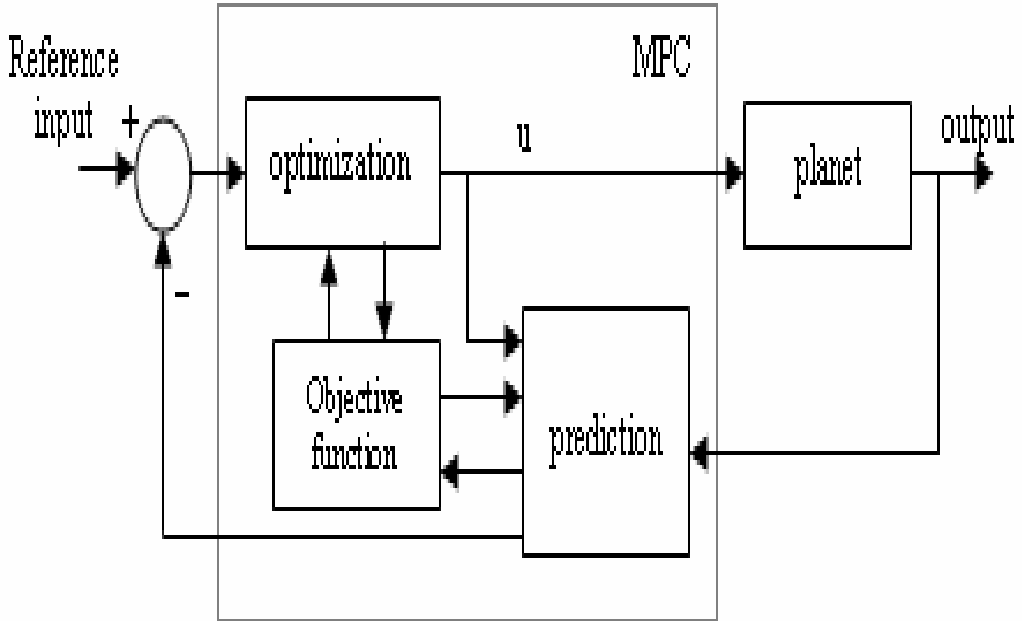 Reference
input
+
-
MPC
optimization
u
planet
output
Objective
function
prediction